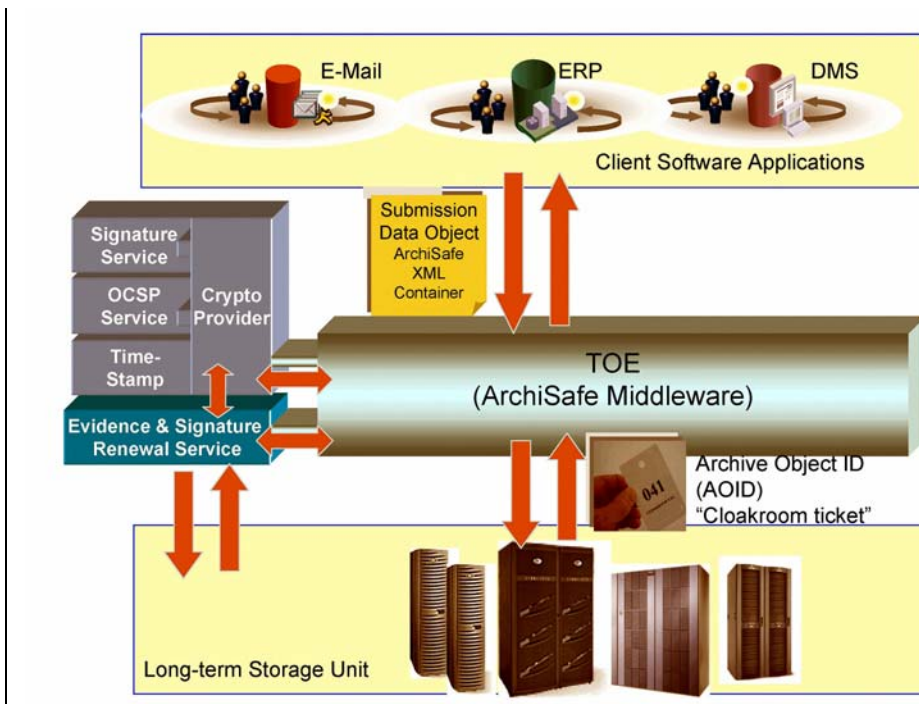 E-Mail
ERP
DMS
Client Software Applications
Submission
Data Object
ArchiSafe
XML
Container
Signature
Service
OCSP
Service
Time-
Stamp
Crypto
Provider
Evidence & Signature
Renewal Service
TOE
(ArchiSafe Middleware)
041
Archive Object ID
(AOID)
“Cloakroom ticket”
Long-term Storage Unit